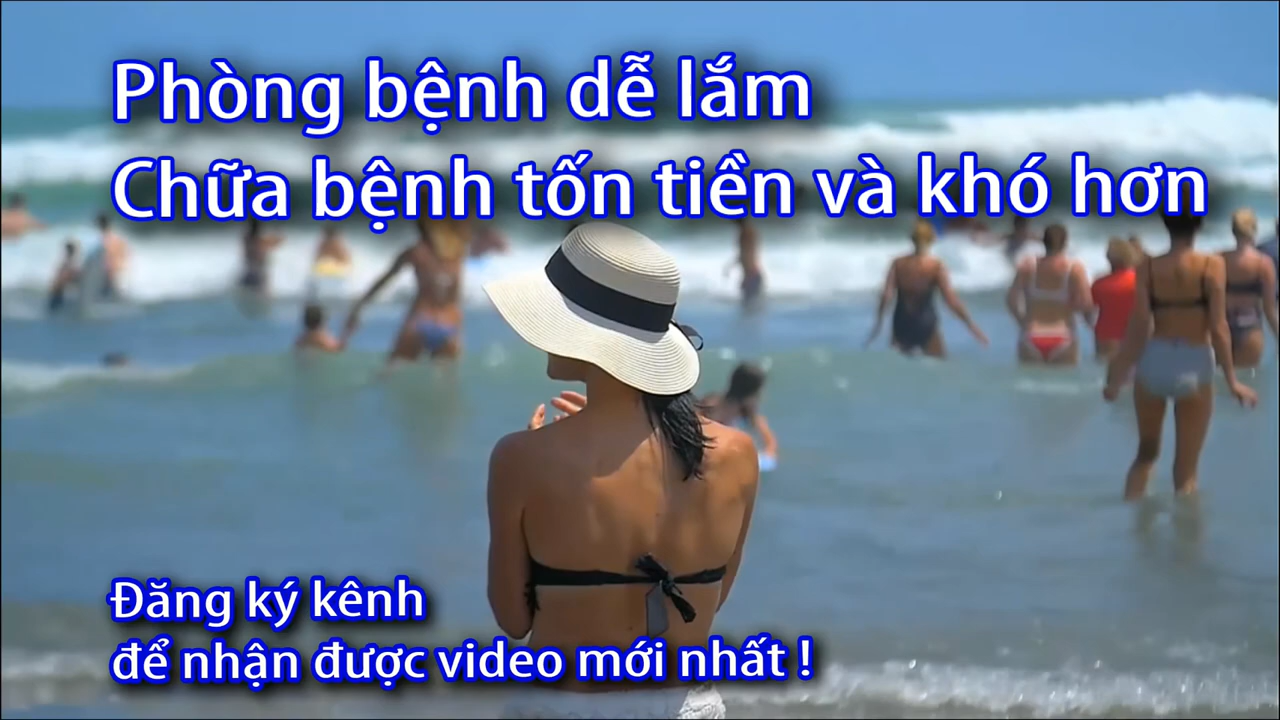 Phòng bệnh dễ lắm
Chữa bệnh tốn tiền và khó hơn
Đăng ký kênh
để nhận được video mới nhất !